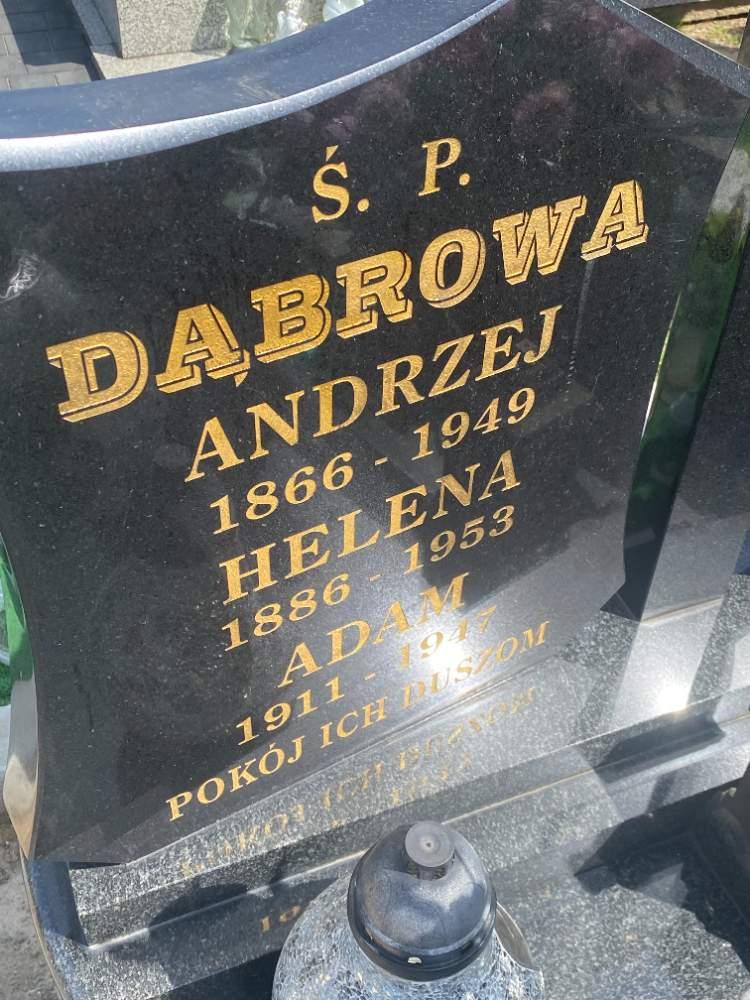 Ś. P.
DĄBROWA
ANDRZEJ
1866 - 1949
HELENA
1886 - 1953
ADAM
1911 - 1947
POKÓJ ICH DUSZOM